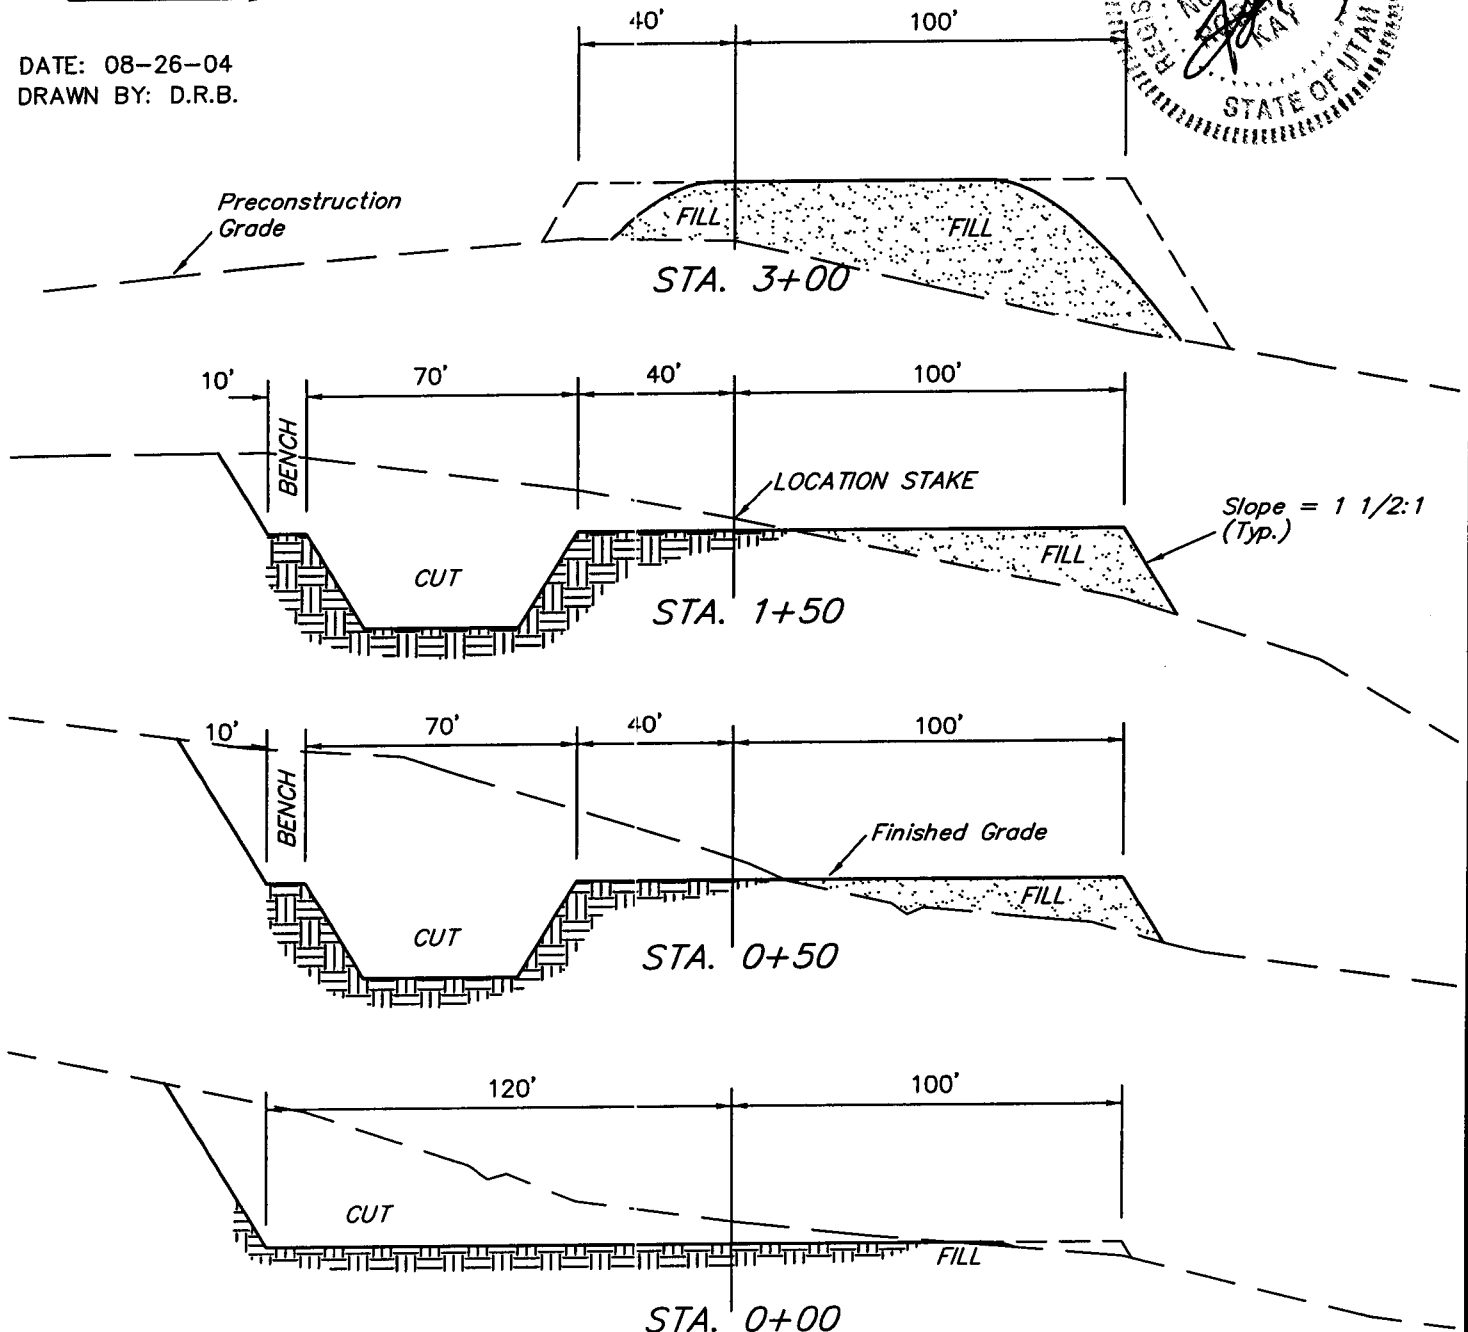 40'
100'
DATE: 08-26-04
DRAWN BY: D.R.B.
STATE OF UTAH
Preconstruction
Grade
FILL
FILL
STA. 3+00
10'
70'
40'
100'
BENCH
LOCATION STAKE
Slope = 1 1/2:1
(Typ.)
CUT
FILL
STA. 1+50
10'
70'
40'
100'
BENCH
Finished Grade
CUT
FILL
STA. 0+50
120'
100'
CUT
FILL
STA. 0+00